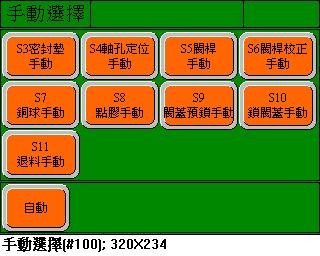 手動選擇
S3密封墊
手動
S4軸孔定位
手動
S5閥桿
手動
S6閥桿校正
手動
S7
鋼球手動
S8
點膠手動
S9
閥蓋預鎖手動
S10
鎖閥蓋手動
S11
退料手動
自動
手動選擇(#100); 320X234